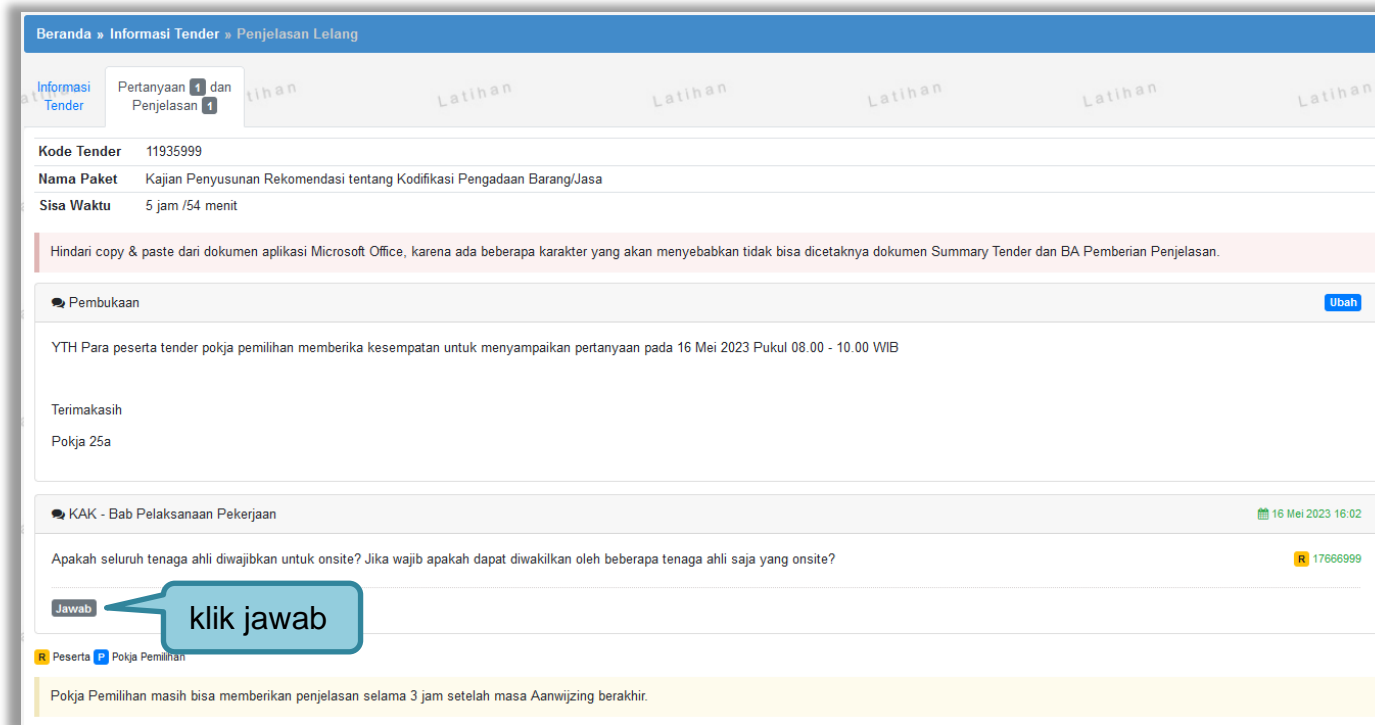 Beranda » Informasi Tender » Penjelasan Lelang
Informasi Tender
Pertanyaan 1 dan Penjelasan 1
Latihan Latihan Latihan Latihan Latihan
Kode Tender 11935999
Nama Paket Kajian Penyusunan Rekomendasi tentang Kodifikasi Pengadaan Barang/Jasa
Sisa Waktu 5 jam /54 menit
Hindari copy & paste dari dokumen aplikasi Microsoft Office, karena ada beberapa karakter yang akan menyebabkan tidak bisa dicetaknya dokumen Summary Tender dan BA Pemberian Penjelasan.
Pembukaan Ubah
YTH Para peserta tender pokja pemilihan memberika kesempatan untuk menyampaikan pertanyaan pada 16 Mei 2023 Pukul 08.00 - 10.00 WIB
Terimakasih
Pokja 25a
KAK - Bab Pelaksanaan Pekerjaan 16 Mei 2023 16:02
Apakah seluruh tenaga ahli diwajibkan untuk onsite? Jika wajib apakah dapat diwakilkan oleh beberapa tenaga ahli saja yang onsite? R 17666999
Jawab
klik jawab
R Peserta P Pokja Pemilihan
Pokja Pemilihan masih bisa memberikan penjelasan selama 3 jam setelah masa Aanwijzing berakhir.